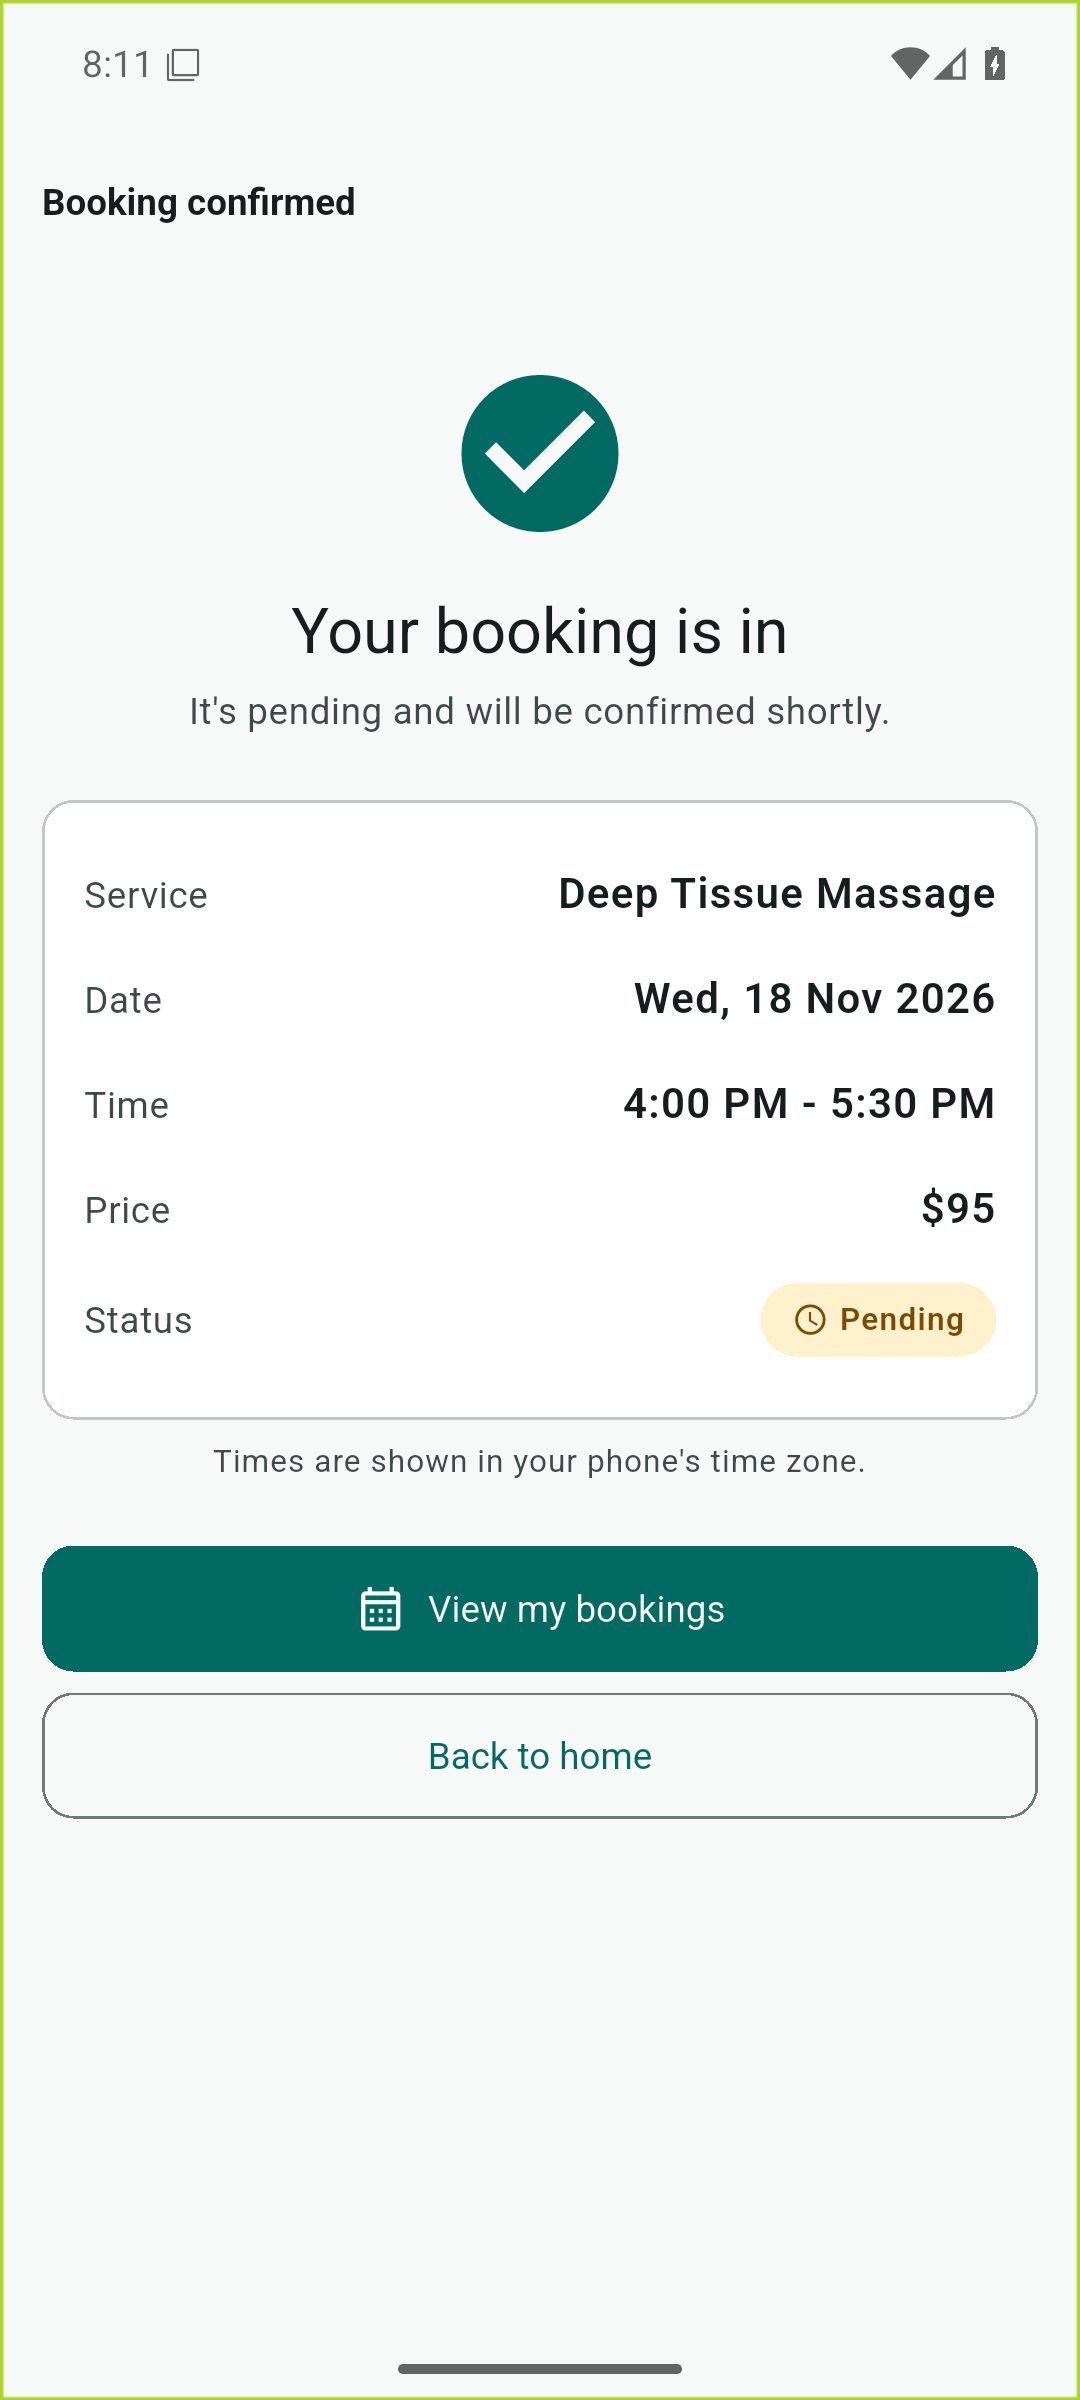 8:11
Booking confirmed
Your booking is in
It's pending and will be confirmed shortly.
Service Deep Tissue Massage
Date Wed, 18 Nov 2026
Time 4:00 PM - 5:30 PM
Price $95
Status Pending
Times are shown in your phone's time zone.
View my bookings
Back to home